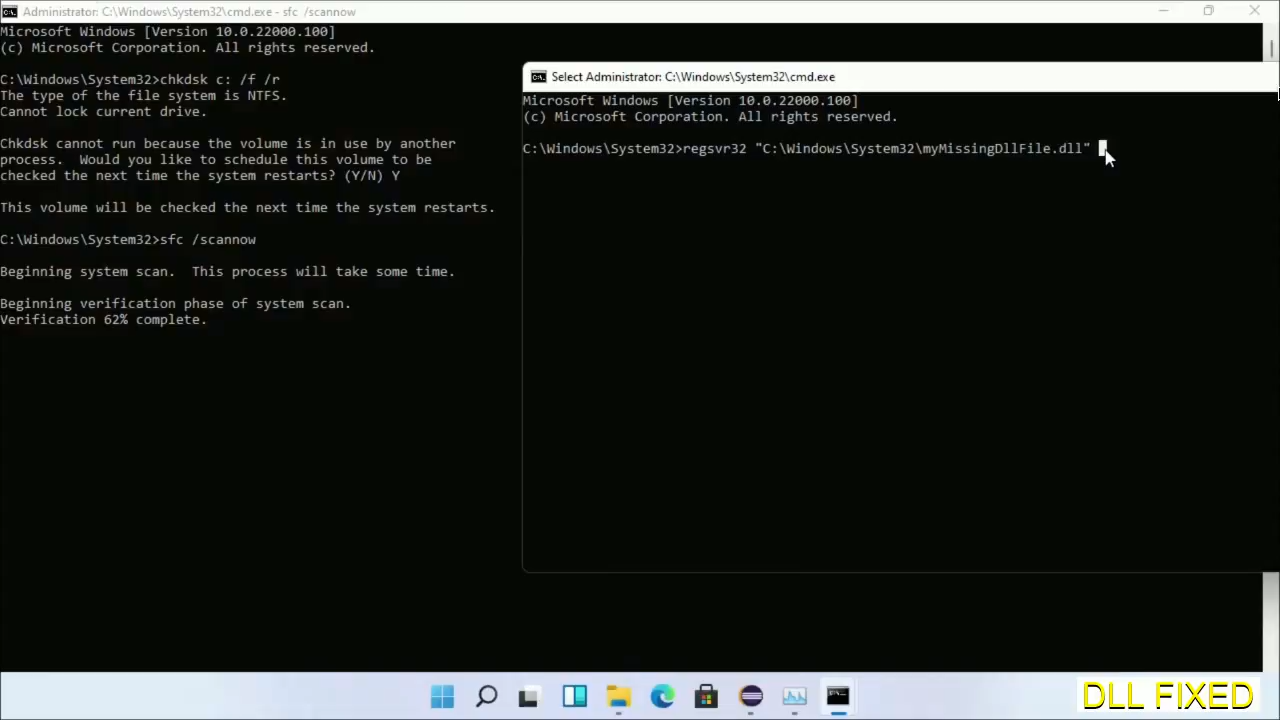 Administrator: C:\Windows\System32\cmd.exe - sfc /scannow
Microsoft Windows [Version 10.0.22000.100]
(c) Microsoft Corporation. All rights reserved.
C:\Windows\System32>chkdsk c: /f /r
The type of the file system is NTFS.
Cannot lock current drive.
Chkdsk cannot run because the volume is in use by another
process.  Would you like to schedule this volume to be
checked the next time the system restarts? (Y/N) Y
This volume will be checked the next time the system restarts.
C:\Windows\System32>sfc /scannow
Beginning system scan.  This process will take some time.
Beginning verification phase of system scan.
Verification 62% complete.
Select Administrator: C:\Windows\System32\cmd.exe
Microsoft Windows [Version 10.0.22000.100]
(c) Microsoft Corporation. All rights reserved.
C:\Windows\System32>regsvr32 "C:\Windows\System32\myMissingDllFile.dll"
DLL FIXED